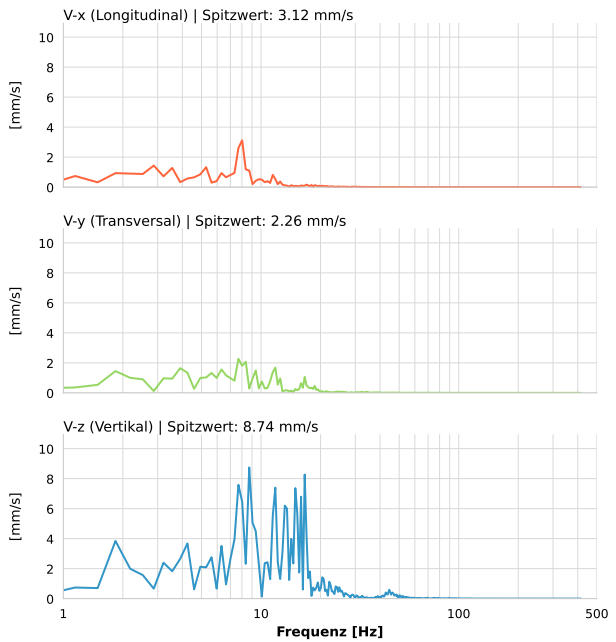 V-x (Longitudinal) | Spitzwert: 3.12 mm/s
10
8
6
4
2
0
[mm/s]
V-y (Transversal) | Spitzwert: 2.26 mm/s
10
8
6
4
2
0
[mm/s]
V-z (Vertikal) | Spitzwert: 8.74 mm/s
10
8
6
4
2
0
[mm/s]
1 10 100 500
Frequenz [Hz]